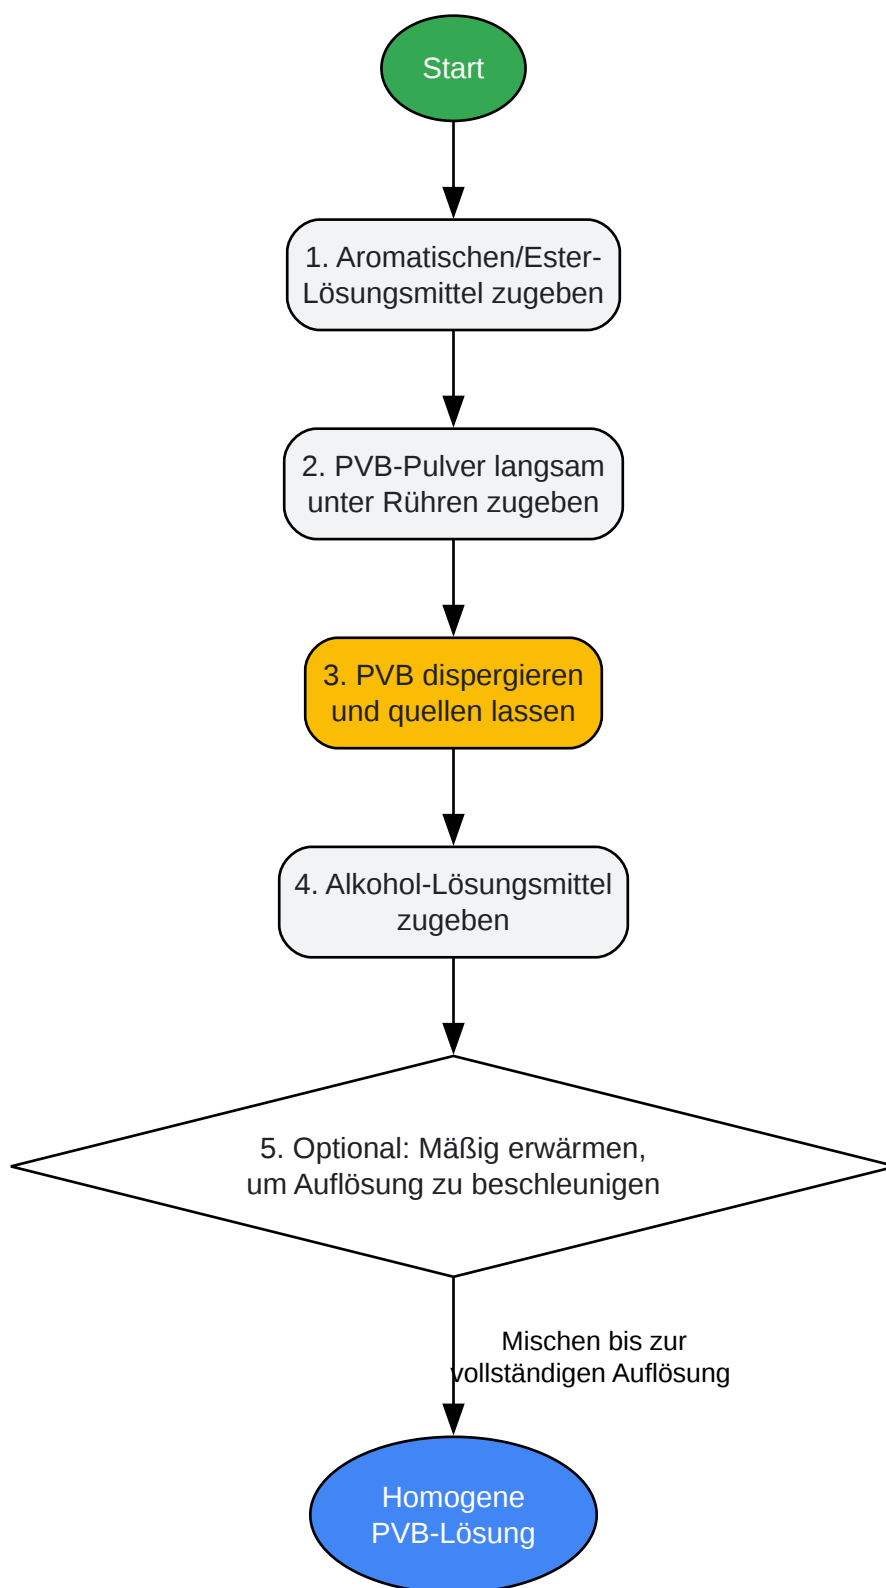 Start
1. Aromatischen/Ester-
Lösungsmittel zugeben
2. PVB-Pulver langsam
unter Rühren zugeben
3. PVB dispergieren
und quellen lassen
4. Alkohol-Lösungsmittel
zugeben
5. Optional: Mäßig erwärmen,
um Auflösung zu beschleunigen
Mischen bis zur
vollständigen Auflösung
Homogene
PVB-Lösung